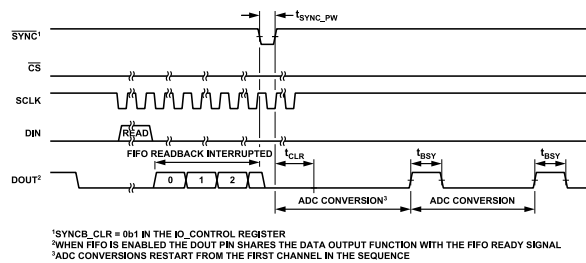 tSYNC_PW
SYNC1
CS
SCLK
DIN
READ
FIFO READBACK INTERRUPTED
tCLR
tBSY
tBSY
DOUT2
0
1
2
ADC CONVERSION3
ADC CONVERSION
1SYNCB_CLR = 0b1 IN THE IO_CONTROL REGISTER
2WHEN FIFO IS ENABLED THE DOUT PIN SHARES THE DATA OUTPUT FUNCTION WITH THE FIFO READY SIGNAL
3ADC CONVERSIONS RESTART FROM THE FIRST CHANNEL IN THE SEQUENCE